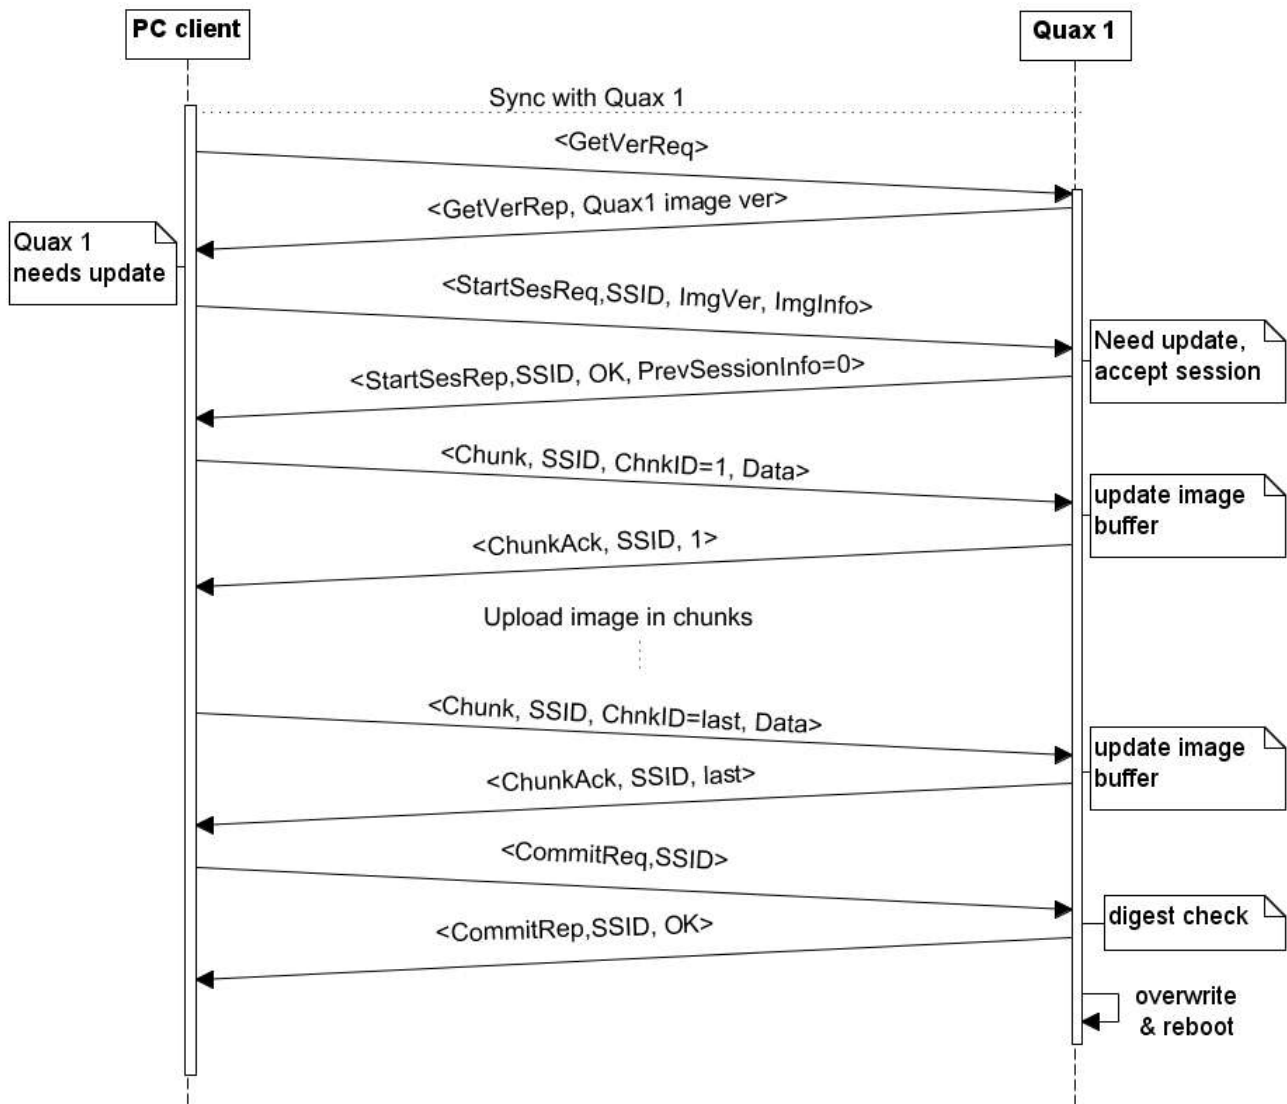 PC client
Quax 1
Sync with Quax 1
<GetVerReq>
<GetVerRep, Quax1 image ver>
Quax 1
needs update
<StartSesReq,SSID, ImgVer, ImgInfo>
Need update,
accept session
<StartSesRep,SSID, OK, PrevSessionInfo=0>
<Chunk, SSID, ChnkID=1, Data>
update image
buffer
<ChunkAck, SSID, 1>
Upload image in chunks
<Chunk, SSID, ChnkID=last, Data>
update image
buffer
<ChunkAck, SSID, last>
<CommitReq,SSID>
digest check
<CommitRep,SSID, OK>
overwrite
& reboot